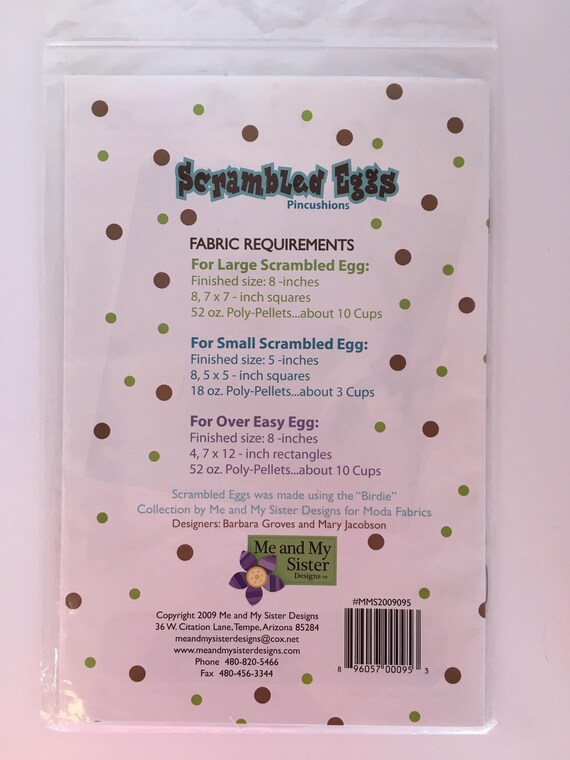 Scrambled Eggs
Pincushions
FABRIC REQUIREMENTS
For Large Scrambled Egg:
Finished size: 8 -inches
8, 7 x 7 - inch squares
52 oz. Poly-Pellets...about 10 Cups
For Small Scrambled Egg:
Finished size: 5 -inches
8, 5 x 5 - inch squares
18 oz. Poly-Pellets...about 3 Cups
For Over Easy Egg:
Finished size: 8 -inches
4, 7 x 12 - inch rectangles
52 oz. Poly-Pellets...about 10 Cups
Scrambled Eggs was made using the "Birdie"
Collection by Me and My Sister Designs for Moda Fabrics
Designers: Barbara Groves and Mary Jacobson
Me and My
Sister
Designs ™
Copyright 2009 Me and My Sister Designs
36 W. Citation Lane, Tempe, Arizona 85284
meandmysisterdesigns@cox.net
www.meandmysisterdesigns.com
Phone 480-820-5466
Fax 480-456-3344
#MMS2009095
8 96057 00095 3